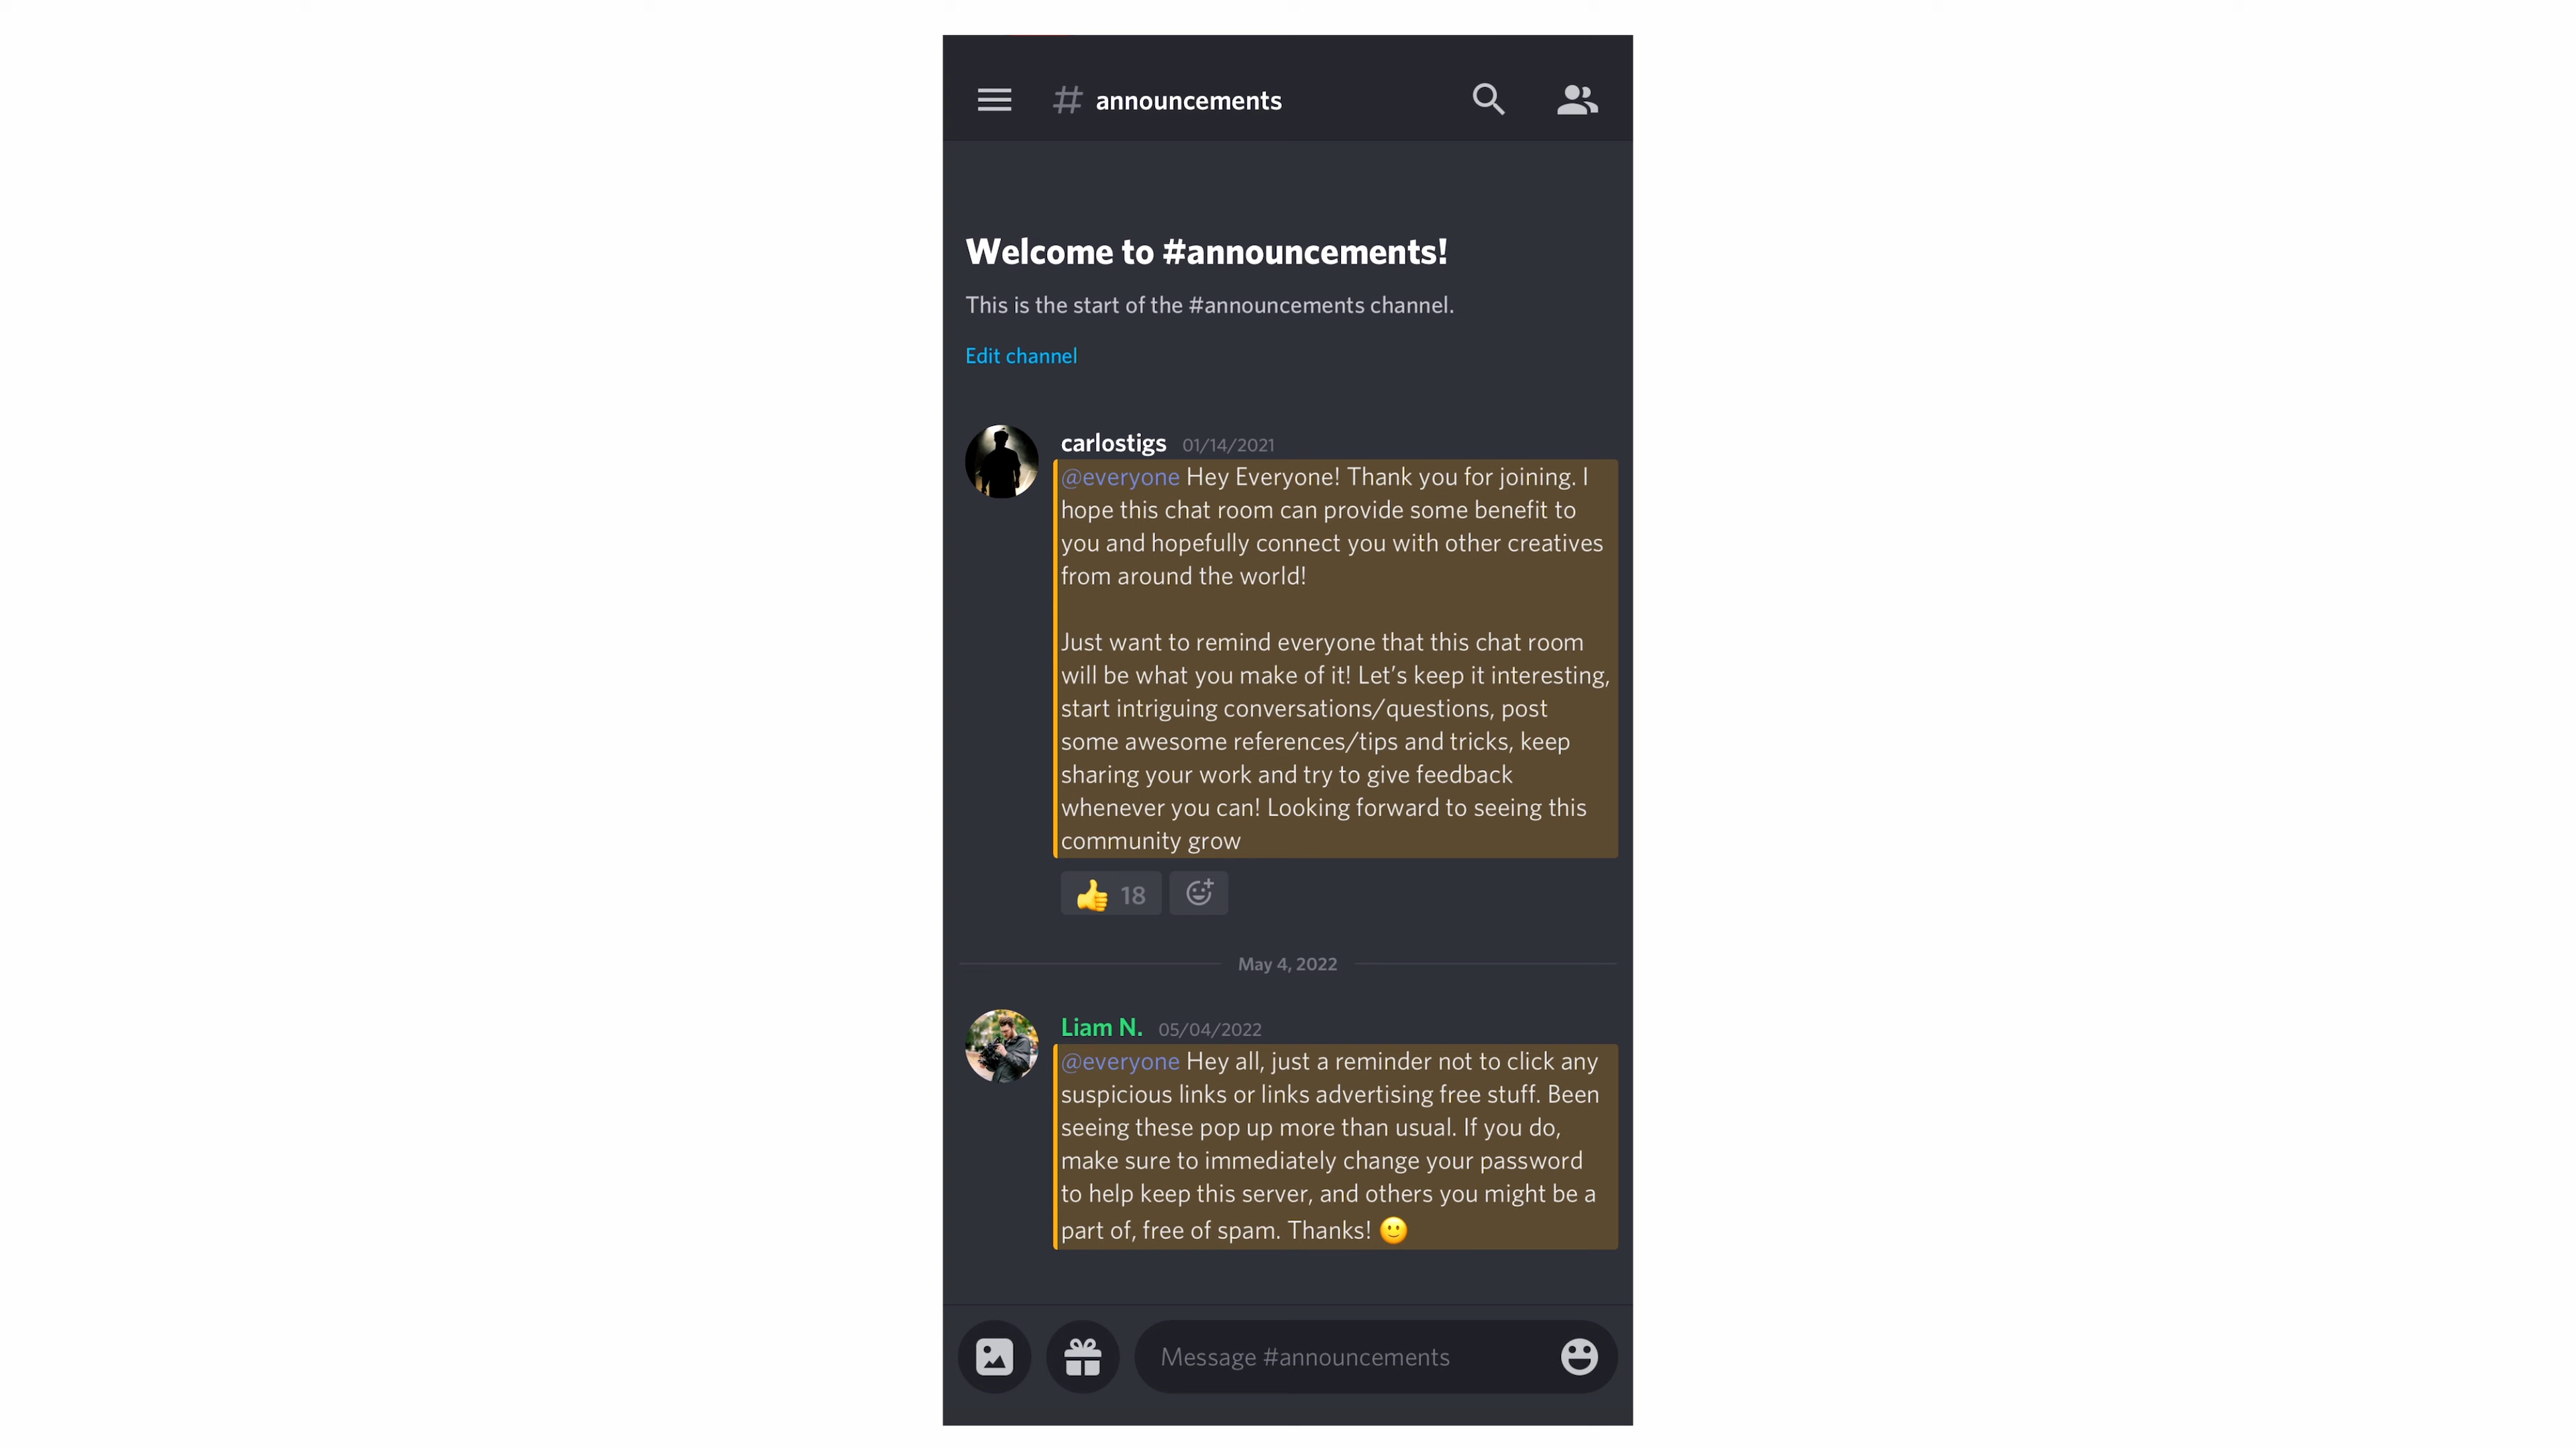 # announcements
Welcome to #announcements!
This is the start of the #announcements channel.
Edit channel
carlostigs 01/14/2021
@everyone Hey Everyone! Thank you for joining. I
hope this chat room can provide some benefit to
you and hopefully connect you with other creatives
from around the world!
Just want to remind everyone that this chat room
will be what you make of it! Let’s keep it interesting,
start intriguing conversations/questions, post
some awesome references/tips and tricks, keep
sharing your work and try to give feedback
whenever you can! Looking forward to seeing this
community grow
👍 18
May 4, 2022
Liam N. 05/04/2022
@everyone Hey all, just a reminder not to click any
suspicious links or links advertising free stuff. Been
seeing these pop up more than usual. If you do,
make sure to immediately change your password
to help keep this server, and others you might be a
part of, free of spam. Thanks! 🙂
Message #announcements